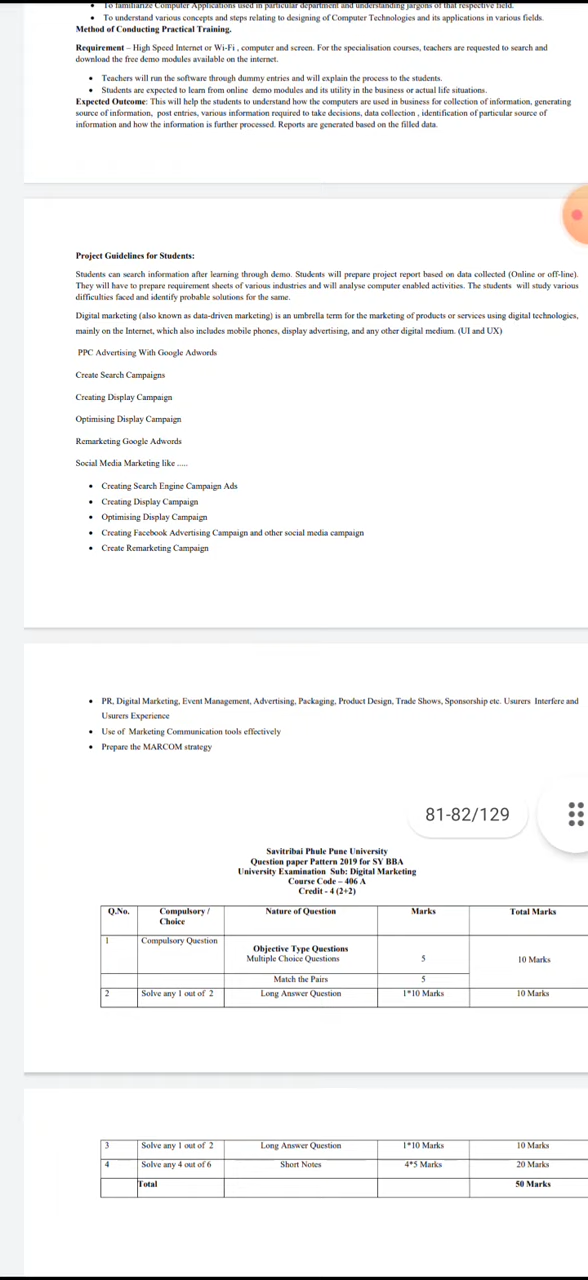 • To familiarize Computer Applications used in particular department and understanding jargons of that respective field.
• To understand various concepts and steps relating to designing of Computer Technologies and its applications in various fields.
Method of Conducting Practical Training.
Requirement – High Speed Internet or Wi-Fi , computer and screen. For the specialisation courses, teachers are requested to search and
download the free demo modules available on the internet.
• Teachers will run the software through dummy entries and will explain the process to the students.
• Students are expected to learn from online demo modules and its utility in the business or actual life situations.
Expected Outcome: This will help the students to understand how the computers are used in business for collection of information, generating
source of information, post entries, various information required to take decisions, data collection , identification of particular source of
information and how the information is further processed. Reports are generated based on the filled data.
Project Guidelines for Students:
Students can search information after learning through demo. Students will prepare project report based on data collected (Online or off-line).
They will have to prepare requirement sheets of various industries and will analyse computer enabled activities. The students will study various
difficulties faced and identify probable solutions for the same.
Digital marketing (also known as data-driven marketing) is an umbrella term for the marketing of products or services using digital technologies,
mainly on the Internet, which also includes mobile phones, display advertising, and any other digital medium. (UI and UX)
PPC Advertising With Google Adwords
Create Search Campaigns
Creating Display Campaign
Optimising Display Campaign
Remarketing Google Adwords
Social Media Marketing like .....
• Creating Search Engine Campaign Ads
• Creating Display Campaign
• Optimising Display Campaign
• Creating Facebook Advertising Campaign and other social media campaign
• Create Remarketing Campaign
• PR, Digital Marketing, Event Management, Advertising, Packaging, Product Design, Trade Shows, Sponsorship etc. Usurers Interfere and
Usurers Experience
• Use of Marketing Communication tools effectively
• Prepare the MARCOM strategy
81-82/129
Savitribai Phule Pune University
Question paper Pattern 2019 for SY BBA
University Examination Sub: Digital Marketing
Course Code – 406 A
Credit - 4 (2+2)
Q.No. Compulsory / Choice Nature of Question Marks Total Marks
1 Compulsory Question Objective Type Questions
Multiple Choice Questions 5 10 Marks
Match the Pairs 5
2 Solve any 1 out of 2 Long Answer Question 1*10 Marks 10 Marks
3 Solve any 1 out of 2 Long Answer Question 1*10 Marks 10 Marks
4 Solve any 4 out of 6 Short Notes 4*5 Marks 20 Marks
Total 50 Marks